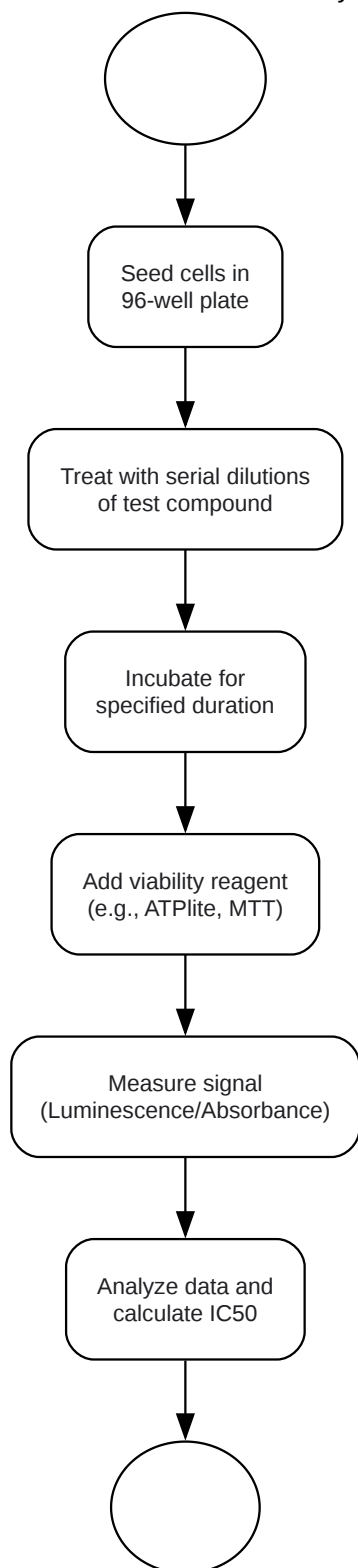 Seed cells in
96-well plate
Treat with serial dilutions
of test compound
Incubate for
specified duration
Add viability reagent
(e.g., ATPlite, MTT)
Measure signal
(Luminescence/Absorbance)
Analyze data and
calculate IC50